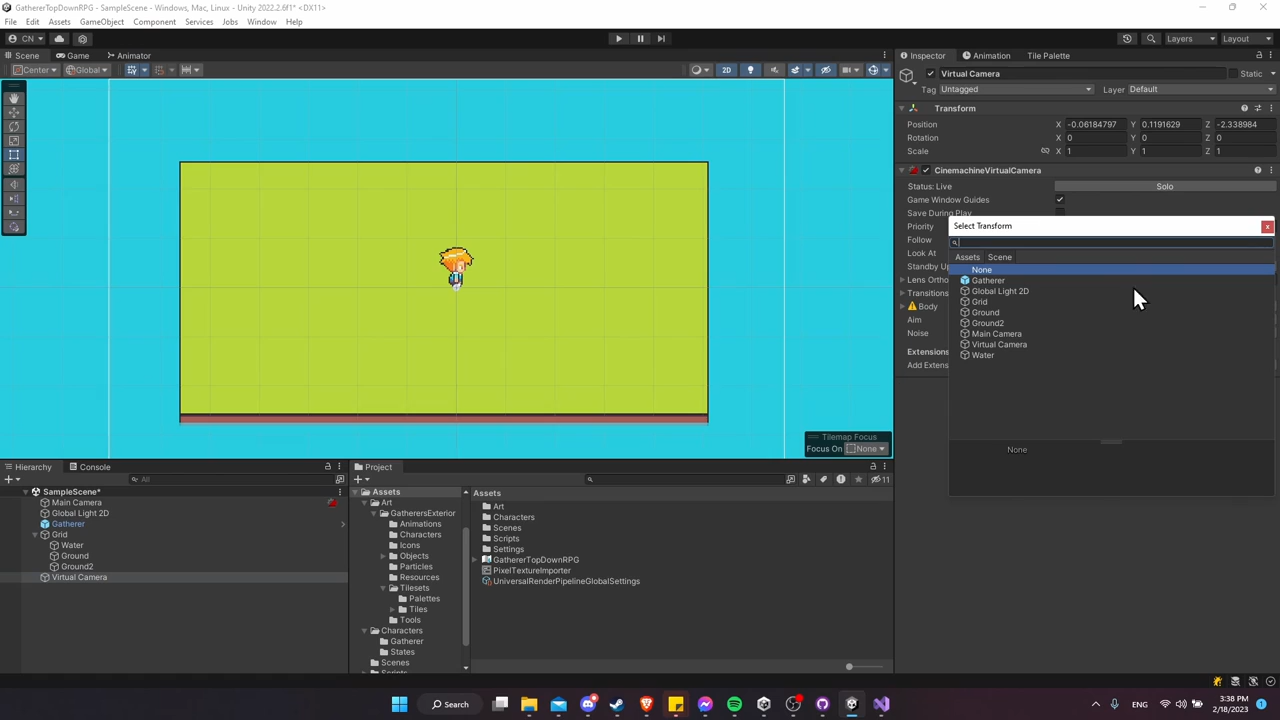 GathererTopDownRPG - SampleScene - Windows, Mac, Linux - Unity 2022.2.6f1* <DX11>
File Edit Assets GameObject Component Services Jobs Window Help
CN Layers Layout
Scene Game Animator
Center Global 2D
Tilemap Focus
Focus On None
Inspector Animation Tile Palette
Virtual Camera Static
Tag Untagged Layer Default
Transform
Position X -0.06184797 Y 0.1191629 Z -2.338984
Rotation X 0 Y 0 Z 0
Scale X 1 Y 1 Z 1
CinemachineVirtualCamera
Status: Live Solo
Game Window Guides
Save During Play
Priority
Follow
Look At
Standby Up
Lens Ortho
Transitions
Body
Aim
Noise
Extensions
Add Extens
Select Transform x
Assets Scene
None
Gatherer
Global Light 2D
Grid
Ground
Ground2
Main Camera
Virtual Camera
Water
None
Hierarchy Console
All
SampleScene*
Main Camera
Global Light 2D
Gatherer
Grid
Water
Ground
Ground2
Virtual Camera
Project
11
Assets
Art
GatherersExterior
Animations
Characters
Icons
Objects
Particles
Resources
Tilesets
Palettes
Tiles
Tools
Characters
Gatherer
States
Scenes
Assets
Art
Characters
Scenes
Scripts
Settings
GathererTopDownRPG
PixelTextureImporter
UniversalRenderPipelineGlobalSettings
Search
ENG
3:38 PM
2/18/2023